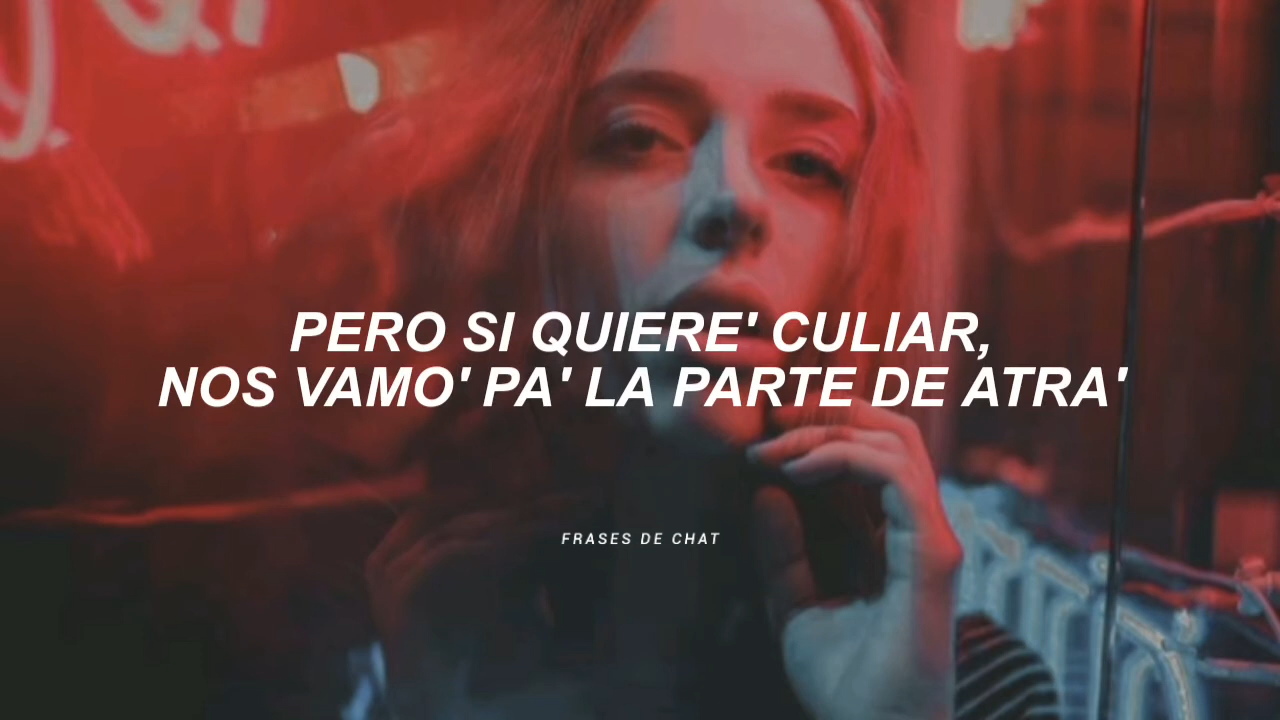 PERO SI QUIERE' CULIAR,
NOS VAMO' PA' LA PARTE DE ATRA'
FRASES DE CHAT